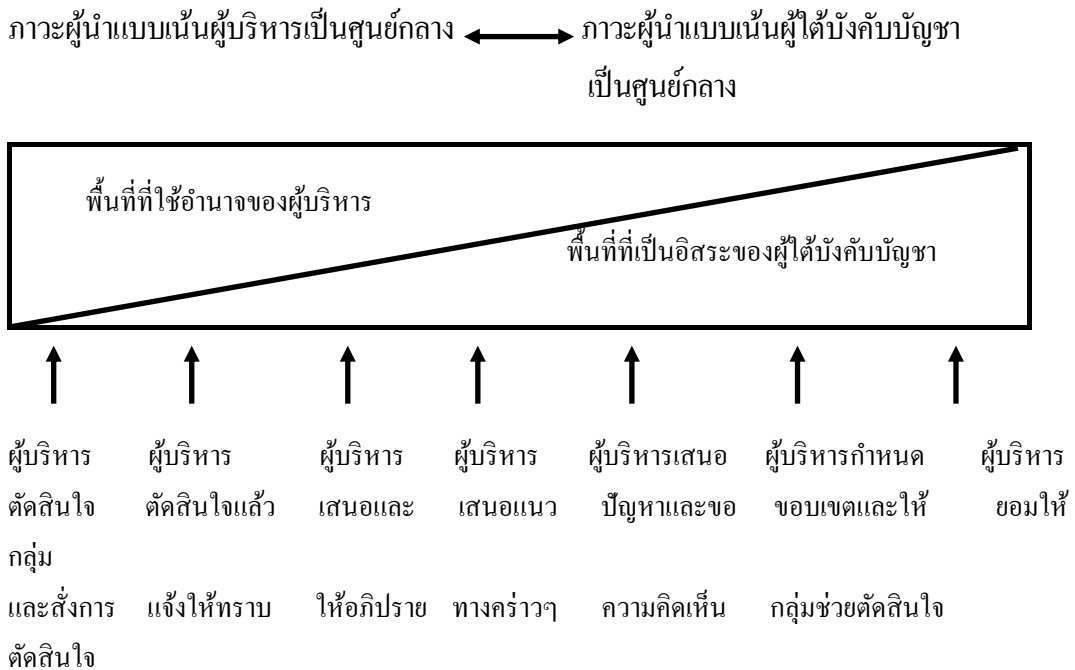 ภาวะผู้นำแบบเน้นผู้บริหารเป็นศูนย์กลาง ภาวะผู้นำแบบเน้นผู้ใต้บังคับบัญชา
เป็นศูนย์กลาง
พื้นที่ที่ใช้อำนาจของผู้บริหาร
พื้นที่ที่เป็นอิสระของผู้ใต้บังคับบัญชา
ผู้บริหาร ผู้บริหาร ผู้บริหาร ผู้บริหาร ผู้บริหารเสนอ ผู้บริหารกำหนด ผู้บริหาร
ตัดสินใจ ตัดสินใจแล้ว เสนอและ เสนอแนว ปัญหาและขอ ขอบเขตและให้ ยอมให้
กลุ่ม
และสั่งการ แจ้งให้ทราบ ให้อภิปราย ทางคร่าวๆ ความคิดเห็น กลุ่มช่วยตัดสินใจ
ตัดสินใจ